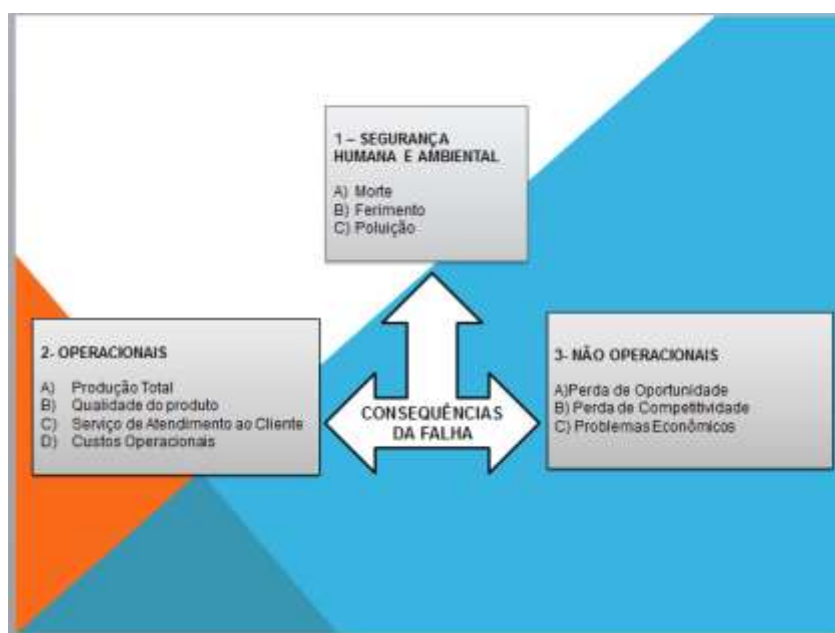 1 – SEGURANÇA
HUMANA E AMBIENTAL
A) Morte
B) Ferimento
C) Poluição
2- OPERACIONAIS
A) Produção Total
B) Qualidade do produto
C) Serviço de Atendimento ao Cliente
D) Custos Operacionais
CONSEQUÊNCIAS
DA FALHA
3- NÃO OPERACIONAIS
A)Perda de Oportunidade
B) Perda de Competitividade
C) Problemas Econômicos